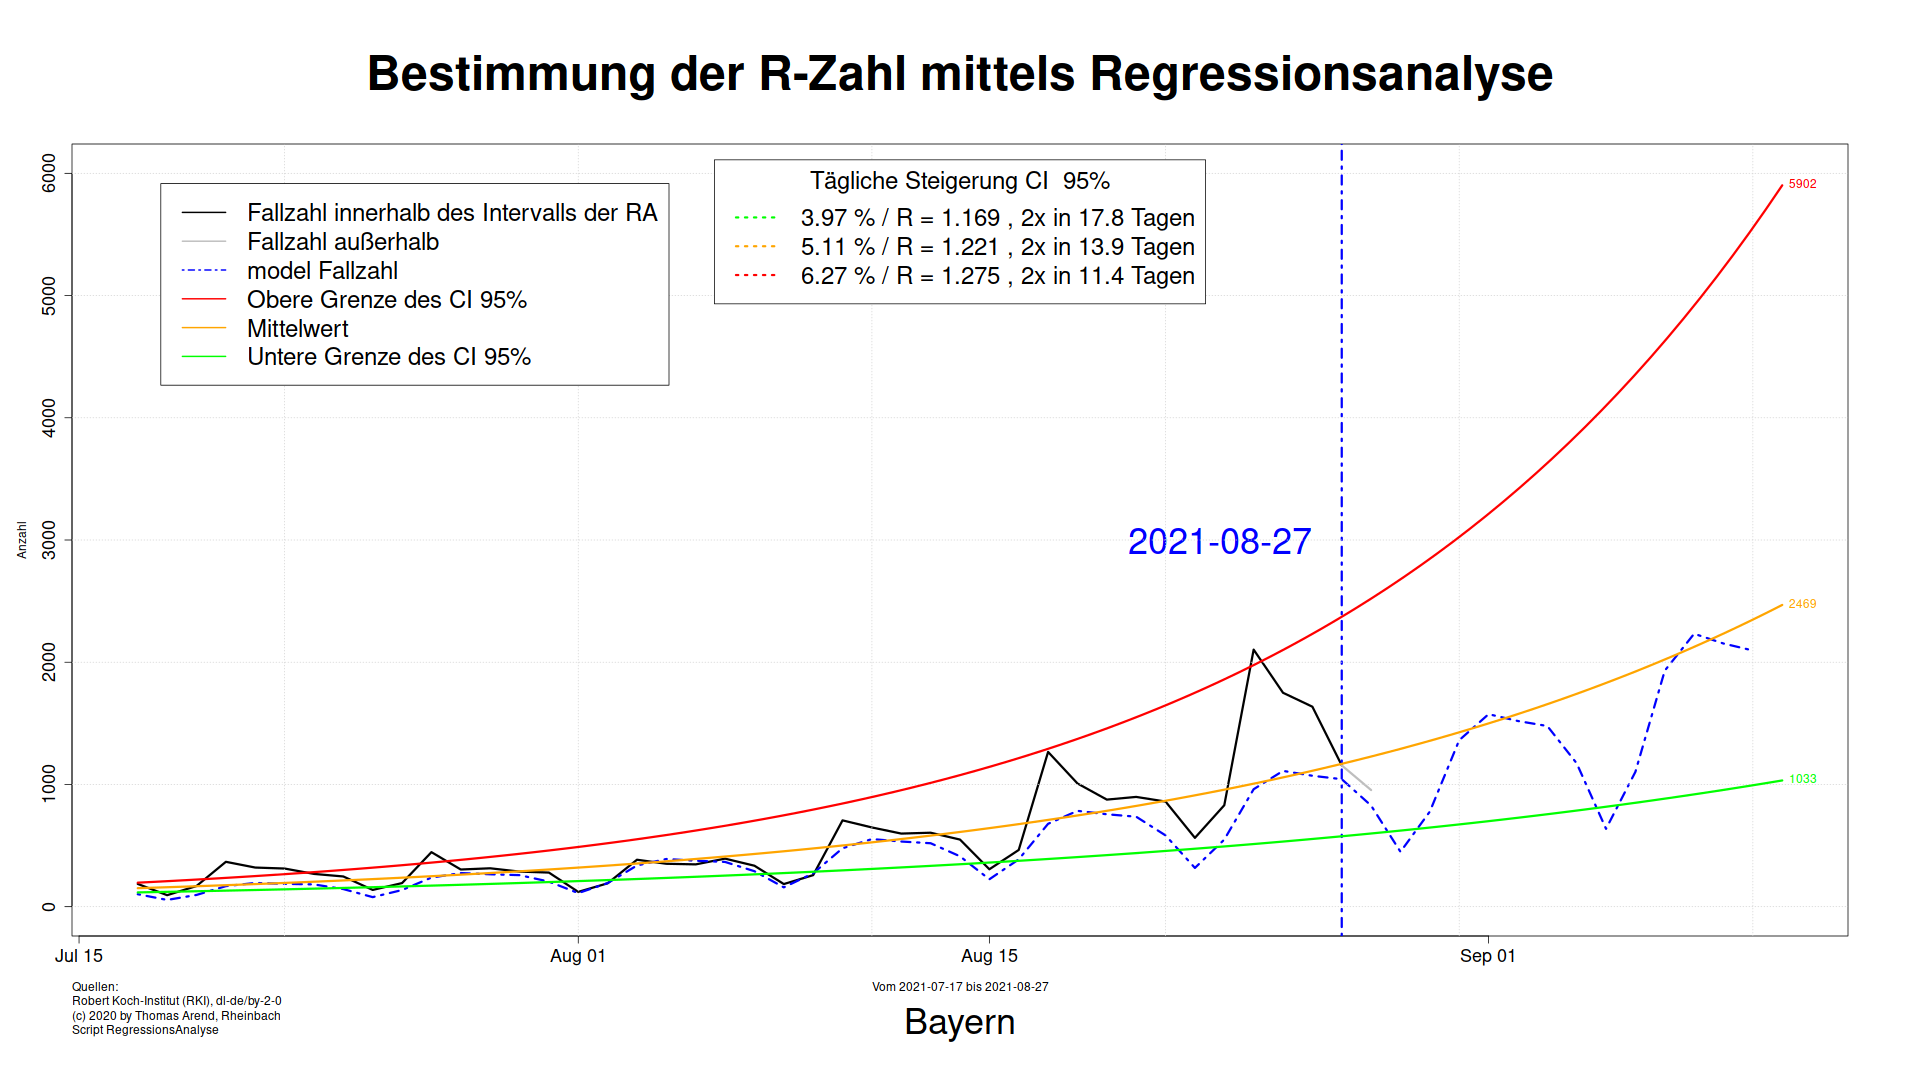 Bestimmung der R-Zahl mittels Regressionsanalyse
Fallzahl innerhalb des Intervalls der RA
Fallzahl außerhalb
model Fallzahl
Obere Grenze des CI 95%
Mittelwert
Untere Grenze des CI 95%
Tägliche Steigerung CI 95%
3.97 % / R = 1.169 , 2x in 17.8 Tagen
5.11 % / R = 1.221 , 2x in 13.9 Tagen
6.27 % / R = 1.275 , 2x in 11.4 Tagen
2021-08-27
5902
2469
1033
Anzahl
6000
5000
4000
3000
2000
1000
0
Jul 15
Aug 01
Aug 15
Sep 01
Quellen:
Robert Koch-Institut (RKI), dl-de/by-2-0
(c) 2020 by Thomas Arend, Rheinbach
Script RegressionsAnalyse
Vom 2021-07-17 bis 2021-08-27
Bayern